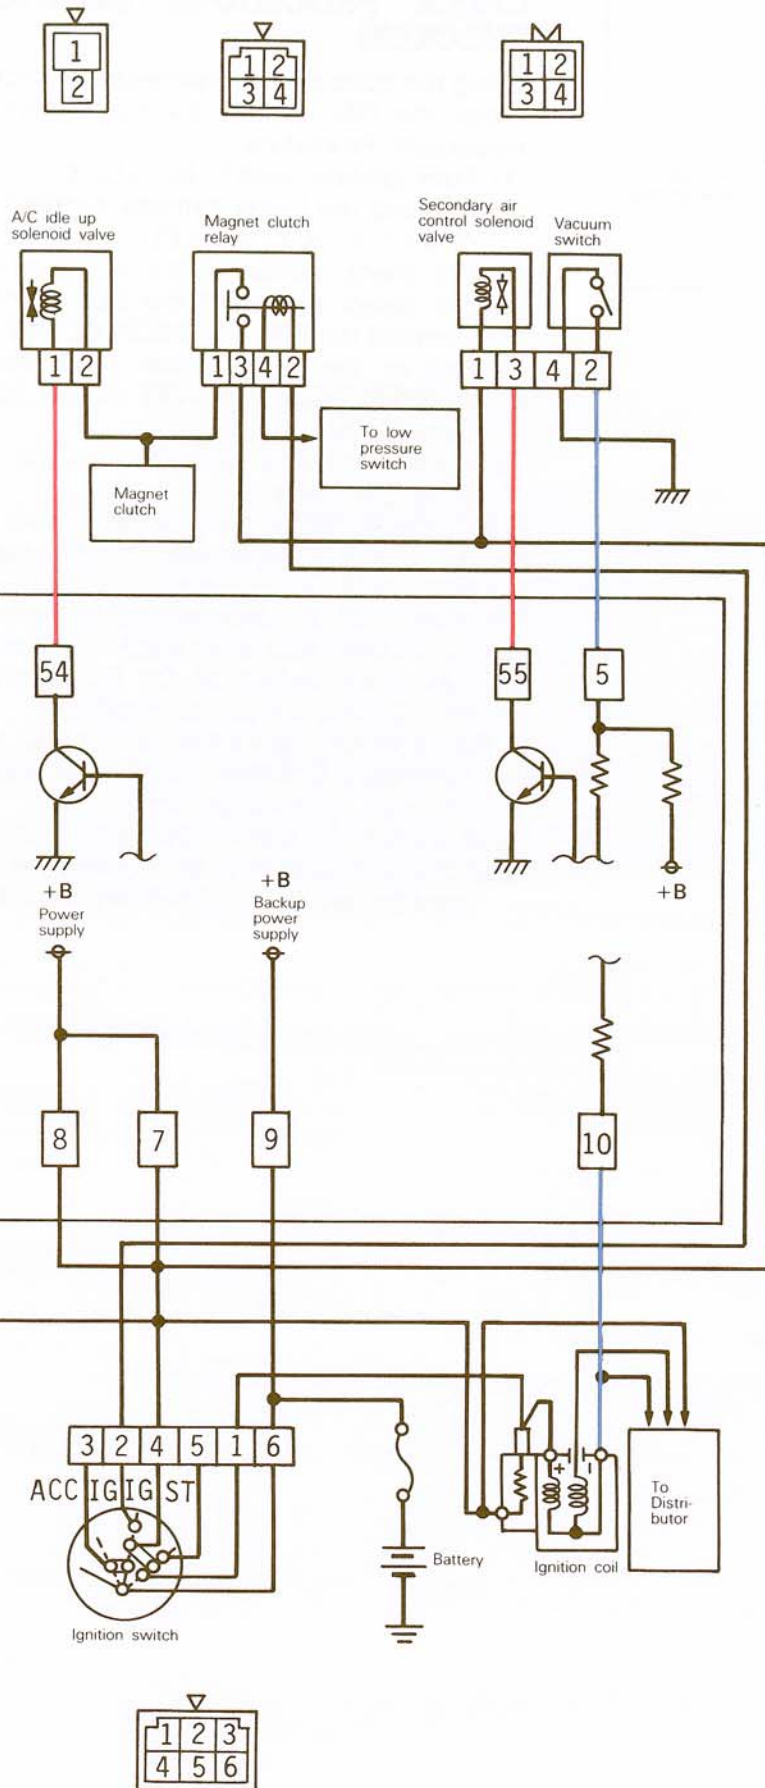 1
2
1 2
3 4
1 2
3 4
A/C idle up
solenoid valve
Magnet clutch
relay
Secondary air
control solenoid
valve
Vacuum
switch
1 2
1 3 4 2
1 3 4 2
To low
pressure
switch
Magnet
clutch
54
55
5
+B
Power
supply
+B
Backup
power
supply
+B
8
7
9
10
3 2 4 5 1 6
ACC IG IG ST
+ -
To
Distri-
butor
Battery
Ignition coil
Ignition switch
1 2 3
4 5 6